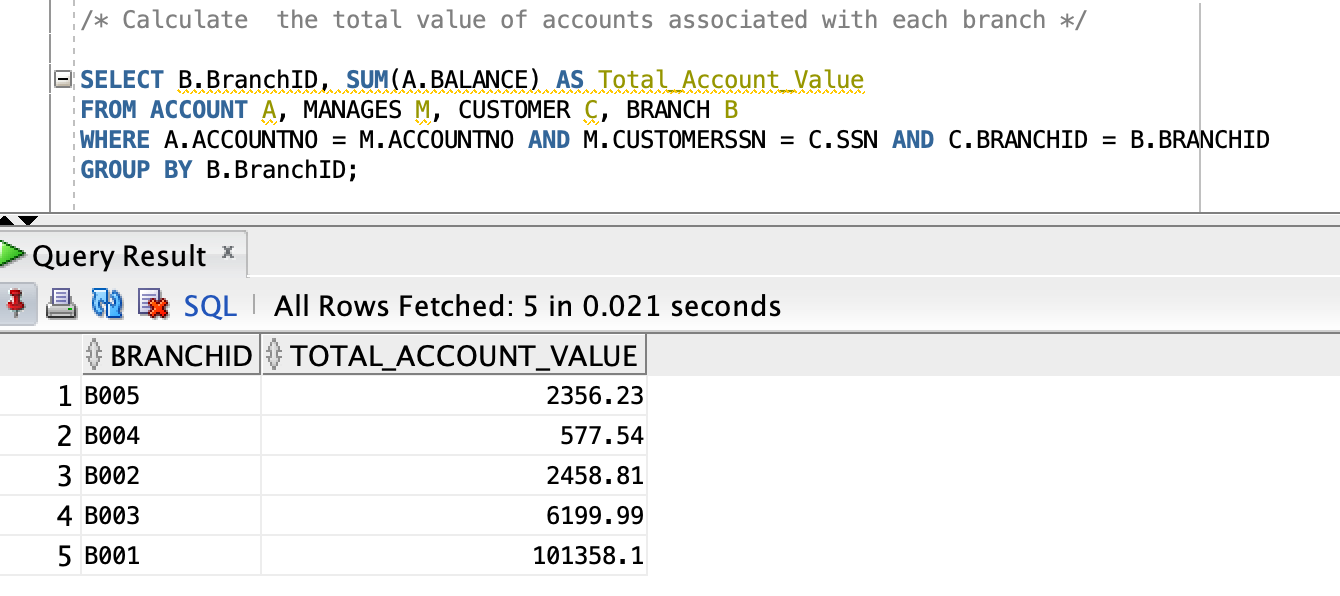 /* Calculate  the total value of accounts associated with each branch */
SELECT B.BranchID, SUM(A.BALANCE) AS Total_Account_Value
FROM ACCOUNT A, MANAGES M, CUSTOMER C, BRANCH B
WHERE A.ACCOUNTNO = M.ACCOUNTNO AND M.CUSTOMERSSN = C.SSN AND C.BRANCHID = B.BRANCHID
GROUP BY B.BranchID;
Query Result x
SQL | All Rows Fetched: 5 in 0.021 seconds
BRANCHID TOTAL_ACCOUNT_VALUE
1 B005 2356.23
2 B004 577.54
3 B002 2458.81
4 B003 6199.99
5 B001 101358.1